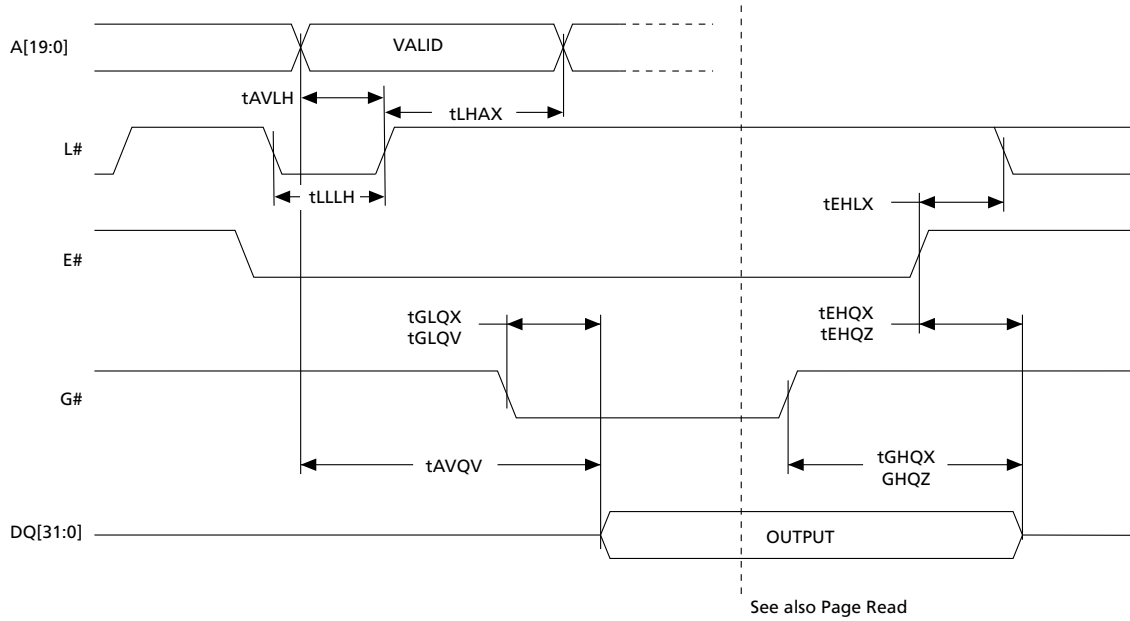 A[19:0]
VALID
tAVLH
tLHAX
L#
tLLLH
tEHLX
E#
tGLQX
tGLQV
tEHQX
tEHQZ
G#
tAVQV
tGHQX
GHQZ
DQ[31:0]
OUTPUT
See also Page Read